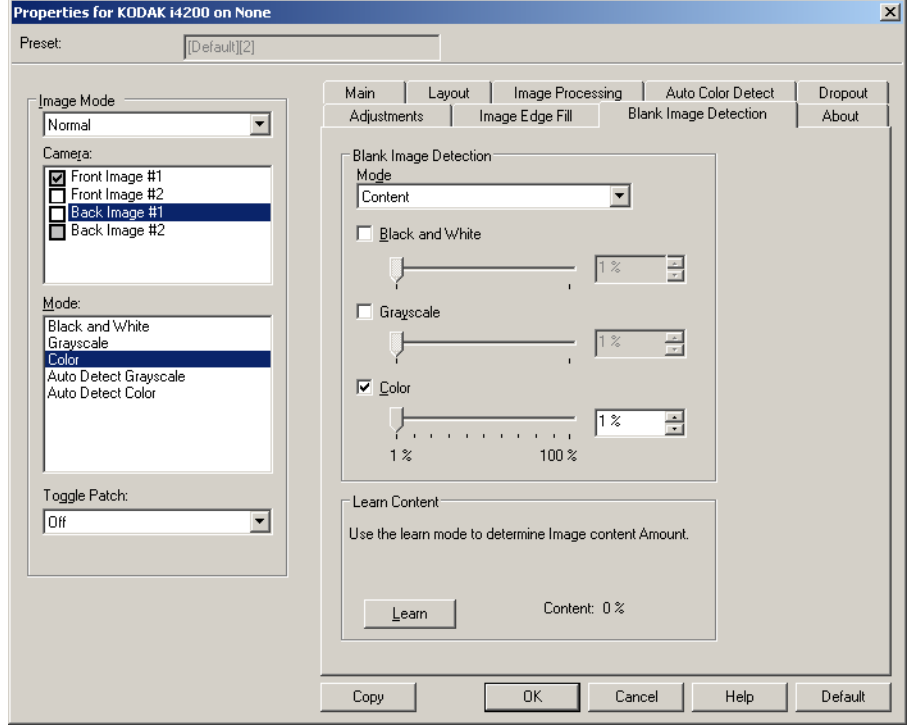 Properties for KODAK i4200 on None
Preset:
[Default][2]
Image Mode
Normal
Camera:
Front Image #1
Front Image #2
Back Image #1
Back Image #2
Mode:
Black and White
Grayscale
Color
Auto Detect Grayscale
Auto Detect Color
Toggle Patch:
Off
Main
Layout
Image Processing
Auto Color Detect
Dropout
Adjustments
Image Edge Fill
Blank Image Detection
About
Blank Image Detection
Mode
Content
Black and White
1 %
Grayscale
1 %
Color
1 %
1 % 100 %
Learn Content
Use the learn mode to determine Image content Amount.
Learn
Content: 0 %
Copy
OK
Cancel
Help
Default